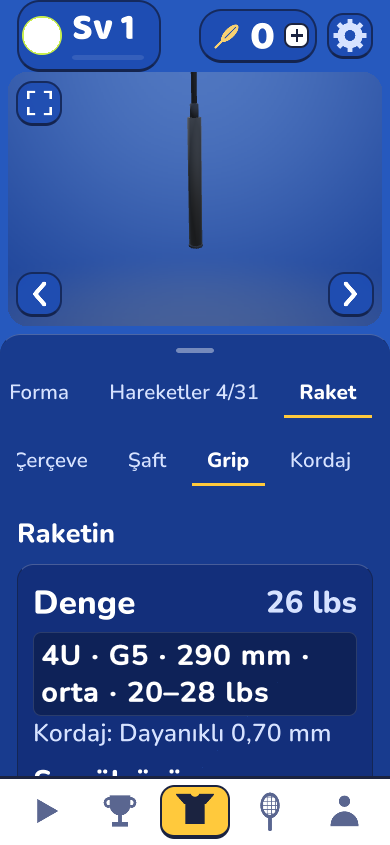 Sv 1
0
Forma Hareketler 4/31 Raket
Çerçeve Şaft Grip Kordaj
Raketin
Denge 26 lbs
4U · G5 · 290 mm ·
orta · 20–28 lbs
Kordaj: Dayanıklı 0,70 mm